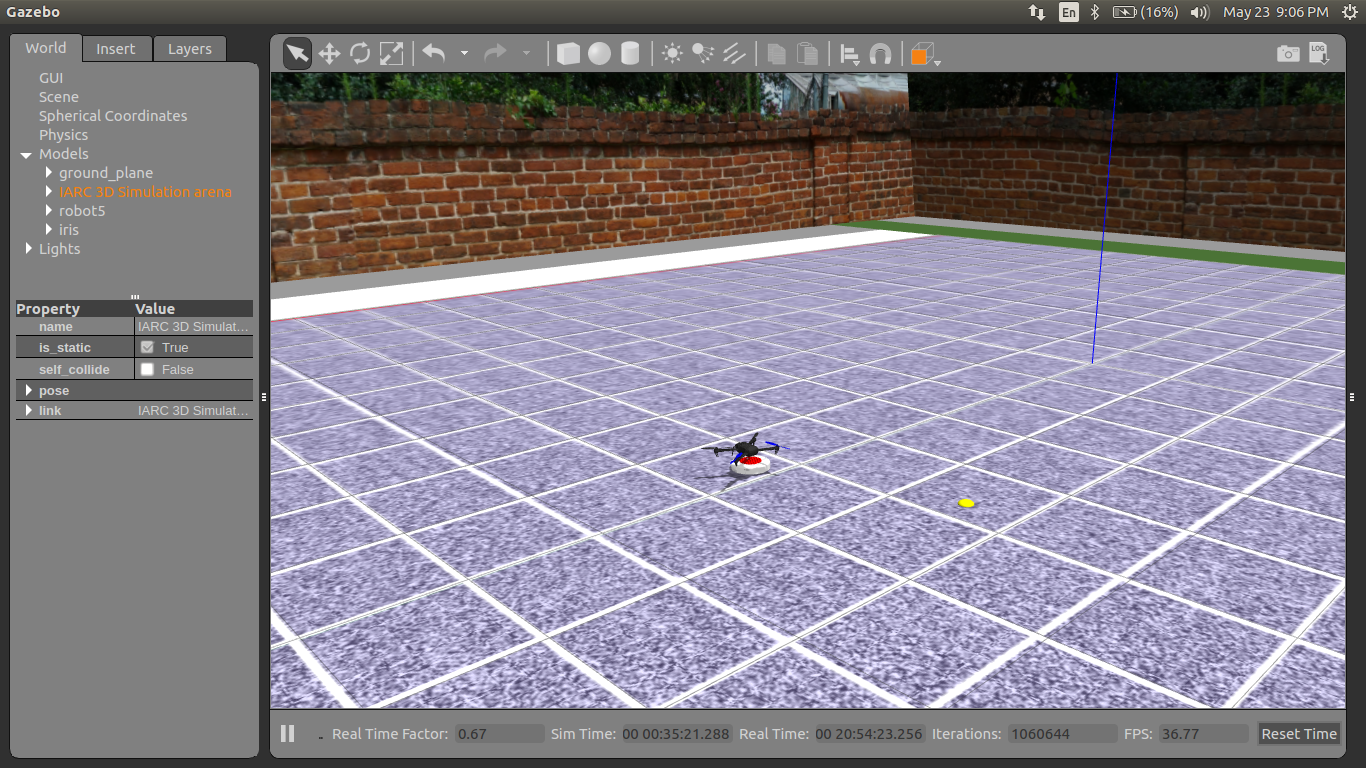 Gazebo
En
(16%)
May 23 9:06 PM
World Insert Layers
LOG
GUI
Scene
Spherical Coordinates
Physics
Models
ground_plane
IARC 3D Simulation arena
robot5
iris
Lights
Property Value
name IARC 3D Simulat...
is_static True
self_collide False
pose
link IARC 3D Simulat...
Real Time Factor: 0.67 Sim Time: 00 00:35:21.288 Real Time: 00 20:54:23.256 Iterations: 1060644 FPS: 36.77 Reset Time